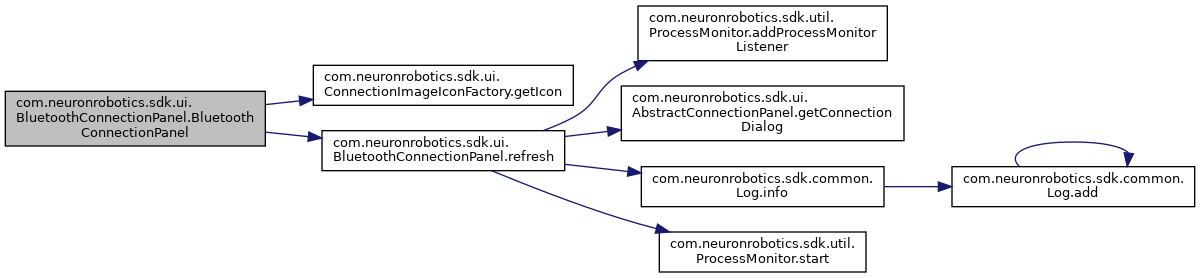 com.neuronrobotics.sdk.ui.
BluetoothConnectionPanel.Bluetooth
ConnectionPanel
com.neuronrobotics.sdk.ui.
ConnectionImageIconFactory.getIcon
com.neuronrobotics.sdk.ui.
BluetoothConnectionPanel.refresh
com.neuronrobotics.sdk.util.
ProcessMonitor.addProcessMonitor
Listener
com.neuronrobotics.sdk.ui.
AbstractConnectionPanel.getConnection
Dialog
com.neuronrobotics.sdk.common.
Log.info
com.neuronrobotics.sdk.util.
ProcessMonitor.start
com.neuronrobotics.sdk.common.
Log.add